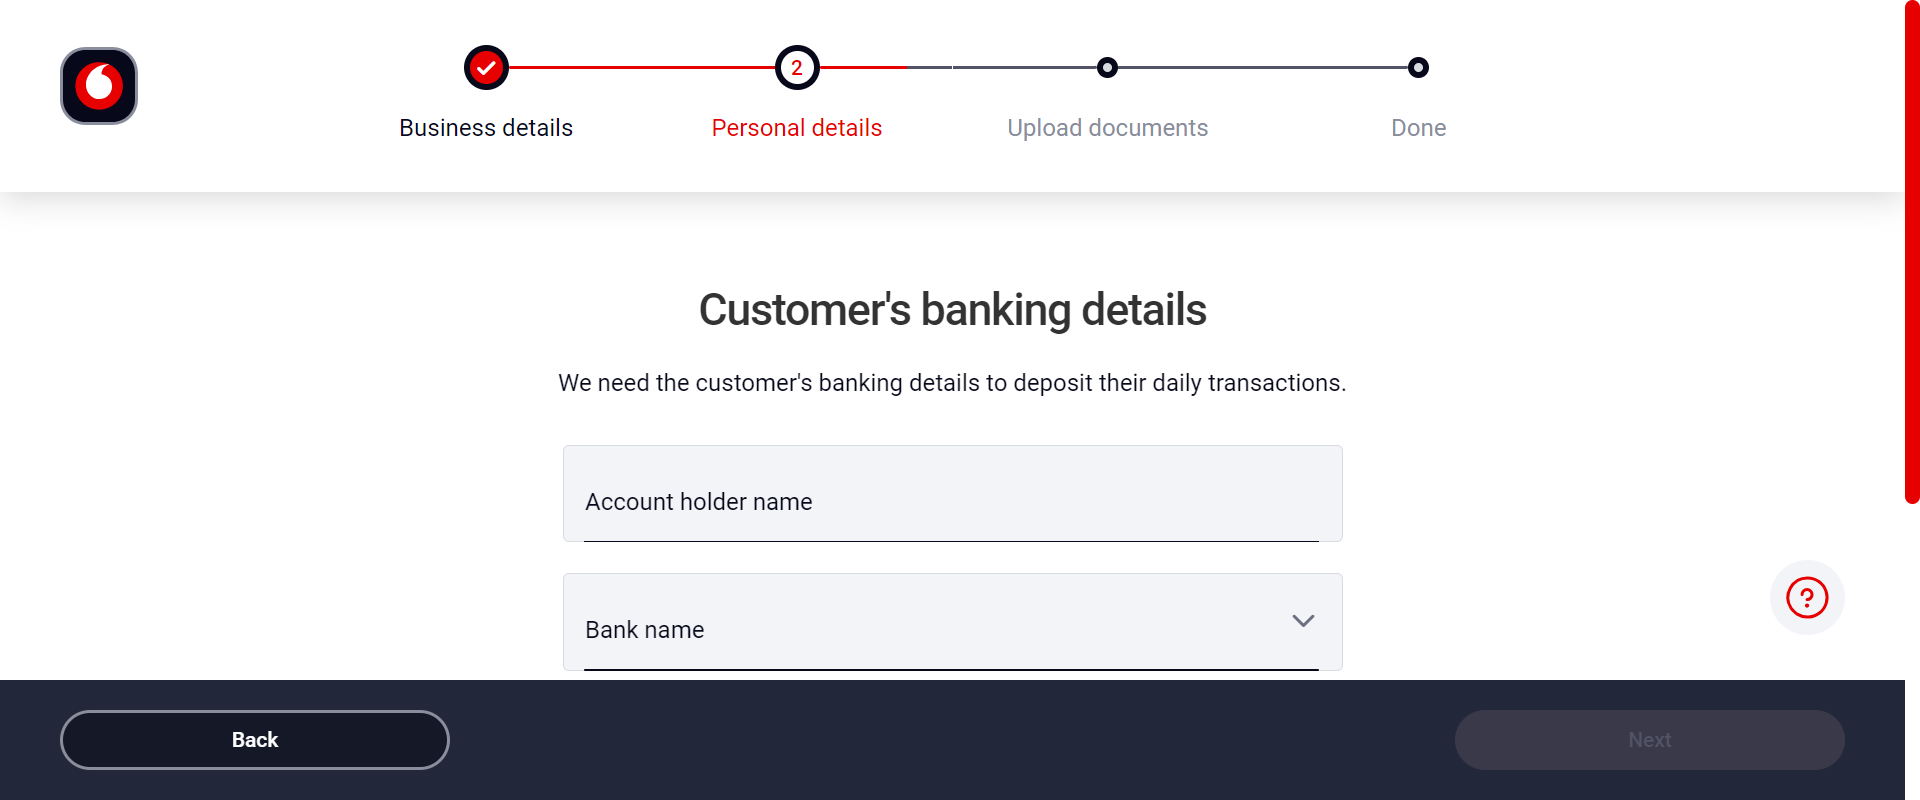 2
Business details
Personal details
Upload documents
Done
Customer's banking details
We need the customer's banking details to deposit their daily transactions.
Account holder name
Bank name
?
Back
Next